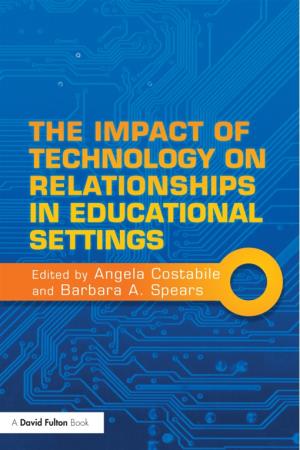 THE IMPACT OF
TECHNOLOGY ON
RELATIONSHIPS
IN EDUCATIONAL
SETTINGS
Edited by Angela Costabile
and Barbara A. Spears
A David Fulton Book